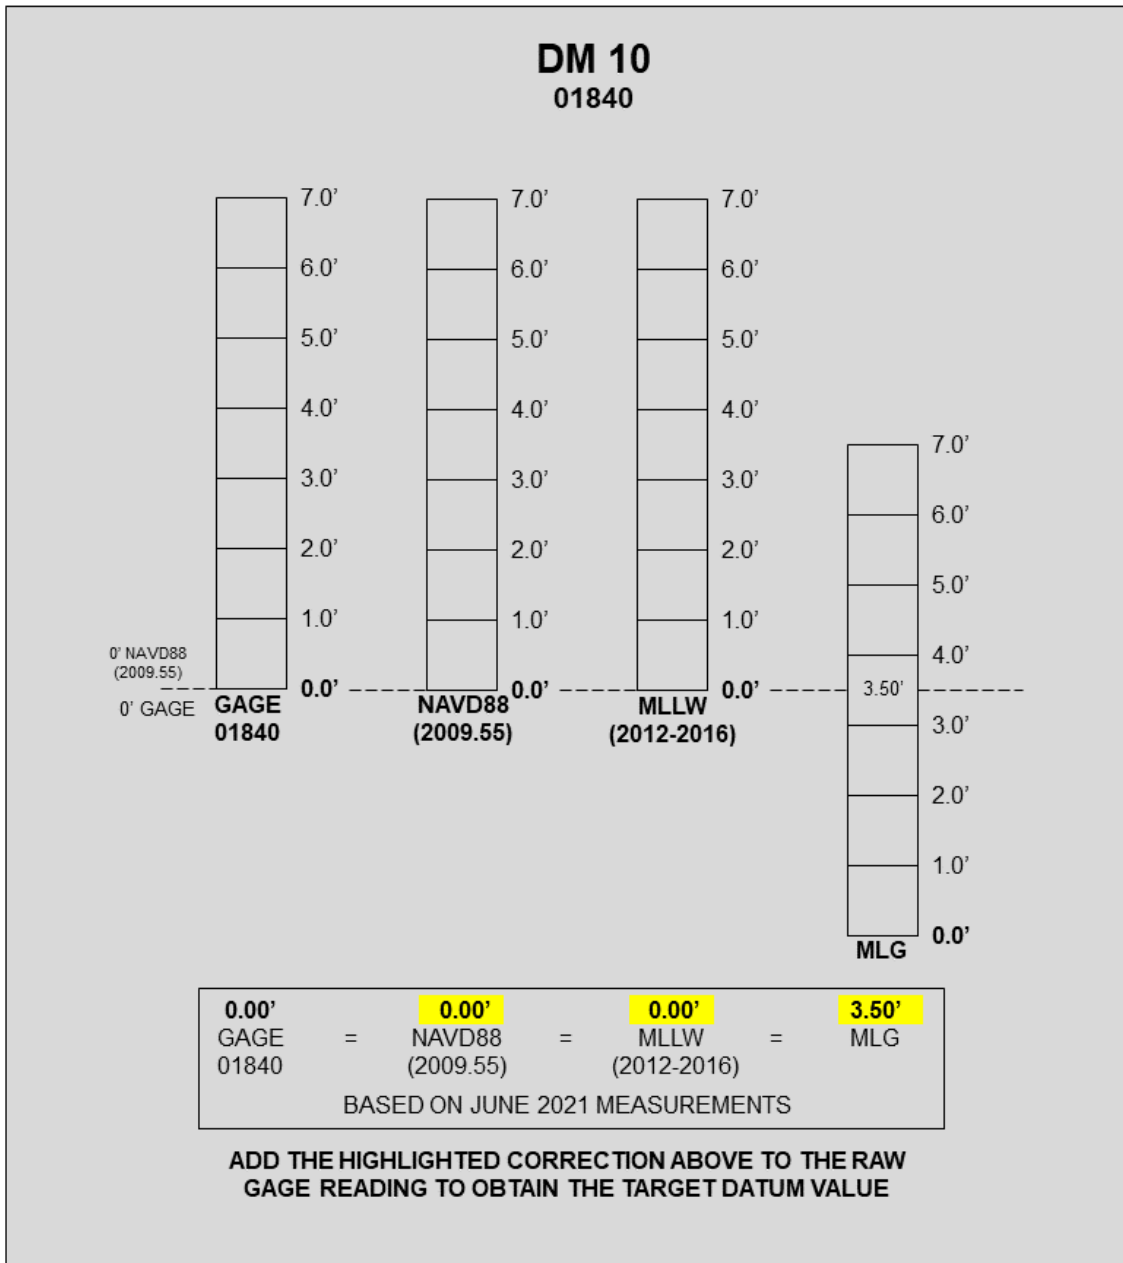 DM 10
01840
7.0’ 7.0’ 7.0’
6.0’ 6.0’ 6.0’
5.0’ 5.0’ 5.0’
4.0’ 4.0’ 4.0’
7.0’
3.0’ 3.0’ 3.0’
6.0’
2.0’ 2.0’ 2.0’
5.0’
1.0’ 1.0’ 1.0’
0’ NAVD88
(2009.55)
4.0’
0.0’ 0.0’ 0.0’ 3.50’
0’ GAGE
GAGE
01840
NAVD88
(2009.55)
MLLW
(2012-2016)
3.0’
2.0’
1.0’
0.0’
MLG
0.00’ 0.00’ 0.00’ 3.50’
GAGE = NAVD88 = MLLW = MLG
01840 (2009.55) (2012-2016)
BASED ON JUNE 2021 MEASUREMENTS
ADD THE HIGHLIGHTED CORRECTION ABOVE TO THE RAW
GAGE READING TO OBTAIN THE TARGET DATUM VALUE